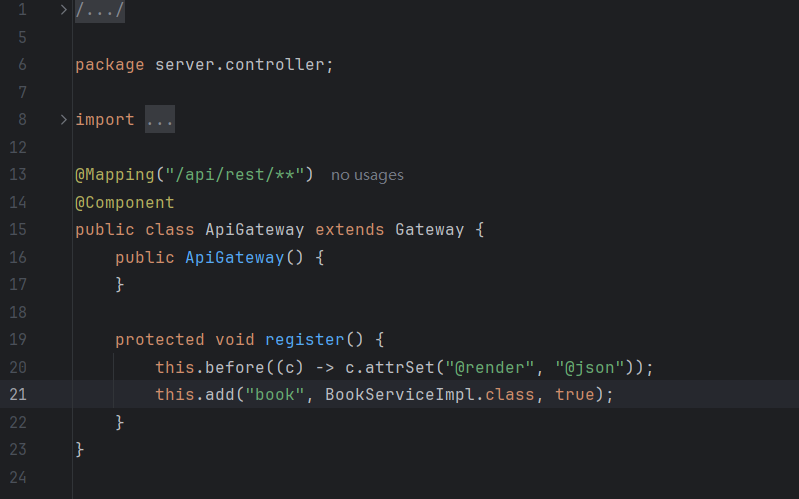 1 /.../
5
6 package server.controller;
7
8 import ...
12
13 @Mapping("/api/rest/**") no usages
14 @Component
15 public class ApiGateway extends Gateway {
16     public ApiGateway() {
17     }
18
19     protected void register() {
20         this.before((c) -> c.attrSet("@render", "@json"));
21         this.add("book", BookServiceImpl.class, true);
22     }
23 }
24